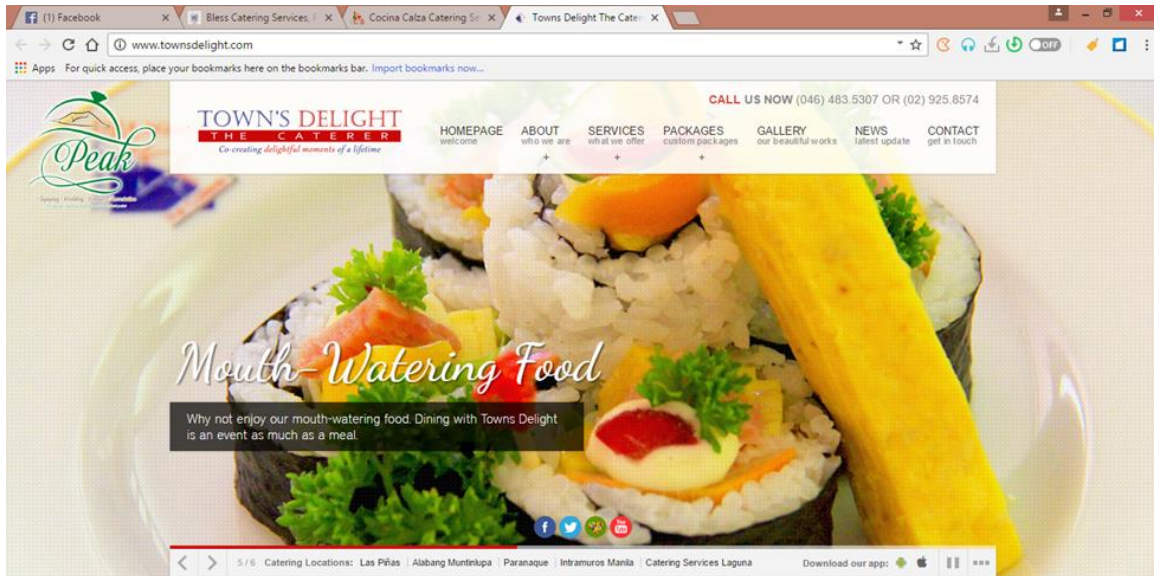 (1) Facebook
Bless Catering Services,
Cocina Calza Catering Se
Towns Delight The Cater
www.townsdelight.com
OFF
Apps For quick access, place your bookmarks here on the bookmarks bar. Import bookmarks now...
Peak
CALL US NOW (046) 483.5307 OR (02) 925.8574
TOWN'S DELIGHT
THE CATERER
Co-creating delightful moments of a lifetime
HOMEPAGE ABOUT SERVICES PACKAGES GALLERY NEWS CONTACT
welcome who we are what we offer custom packages our beautiful works latest update get in touch
+ + +
Mouth-Watering Food
Why not enjoy our mouth-watering food. Dining with Towns Delight
is an event as much as a meal.
You Tube
5 / 6 Catering Locations: Las Piñas | Alabang Muntinlupa | Paranaque | Intramuros Manila | Catering Services Laguna Download our app: